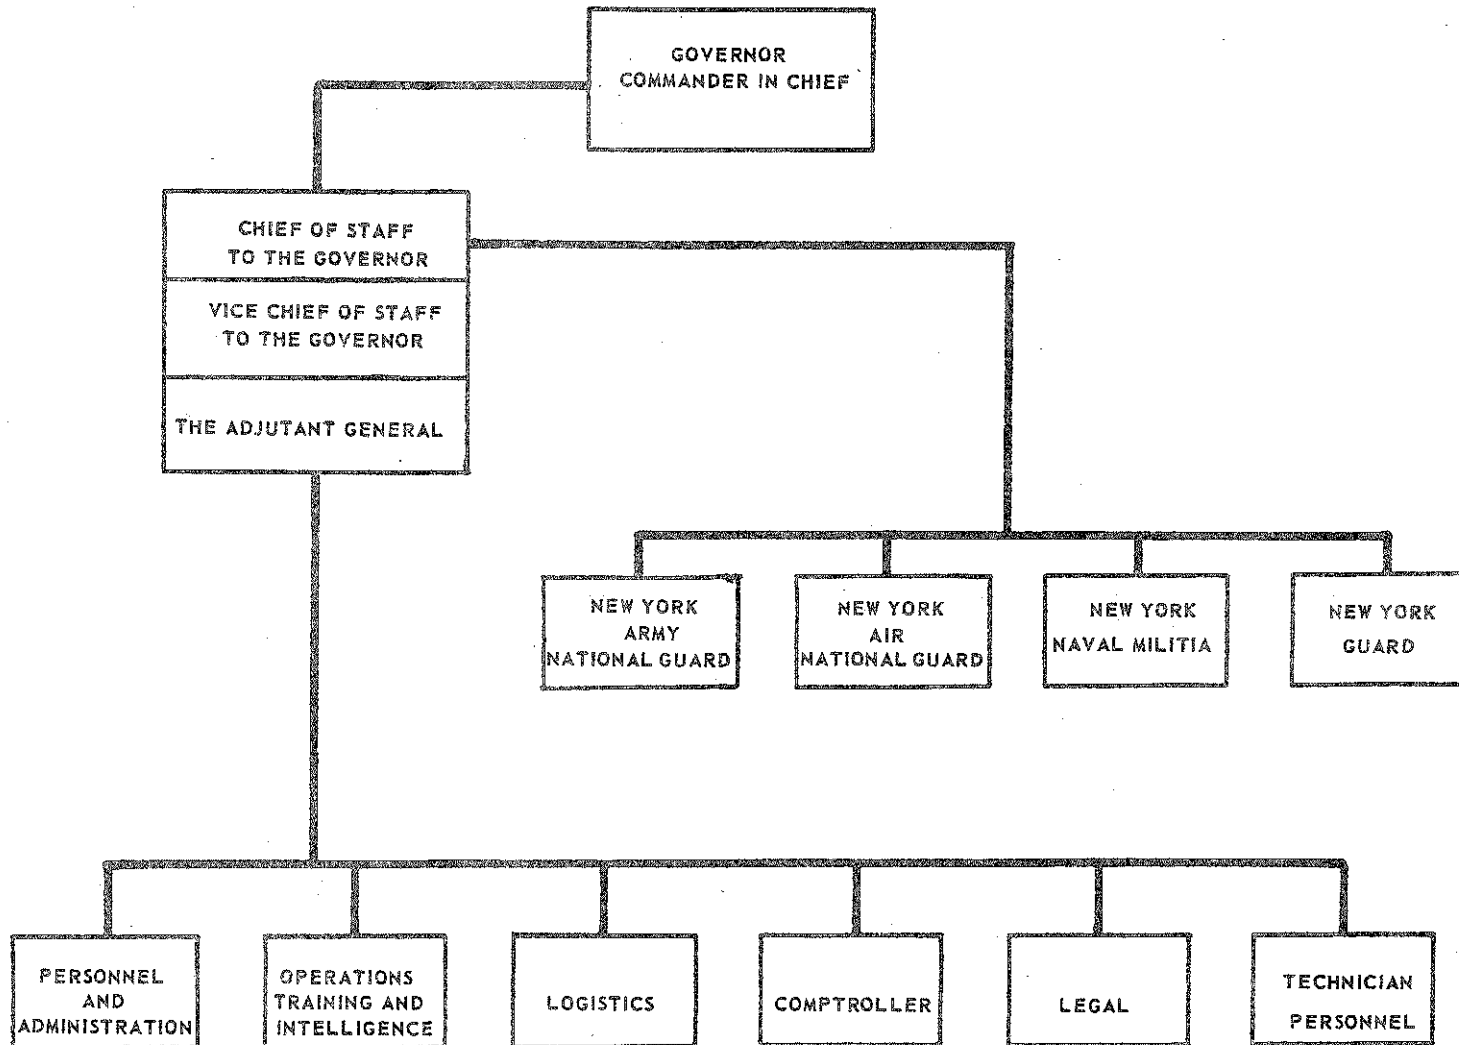 GOVERNOR
COMMANDER IN CHIEF
CHIEF OF STAFF
TO THE GOVERNOR
VICE CHIEF OF STAFF
TO THE GOVERNOR
THE ADJUTANT GENERAL
NEW YORK
ARMY
NATIONAL GUARD
NEW YORK
AIR
NATIONAL GUARD
NEW YORK
NAVAL MILITIA
NEW YORK
GUARD
PERSONNEL
AND
ADMINISTRATION
OPERATIONS
TRAINING AND
INTELLIGENCE
LOGISTICS
COMPTROLLER
LEGAL
TECHNICIAN
PERSONNEL